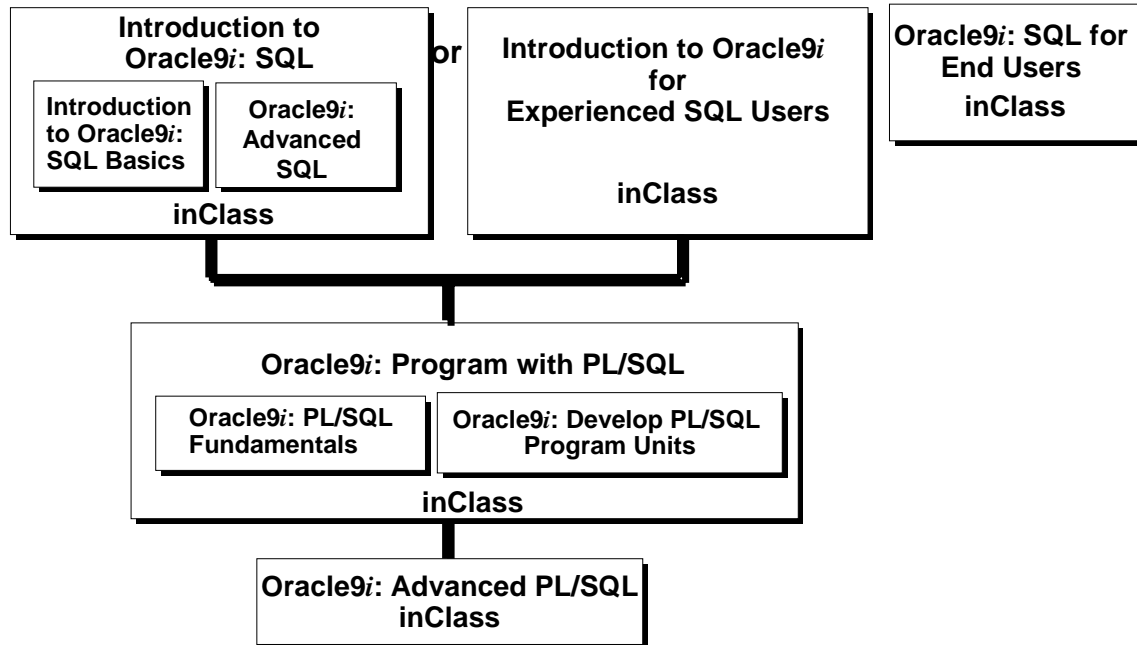 Introduction to
Oracle9i: SQL
Introduction
to Oracle9i:
SQL Basics
Oracle9i:
Advanced
SQL
inClass
or
Introduction to Oracle9i
for
Experienced SQL Users
inClass
Oracle9i: SQL for
End Users
inClass
Oracle9i: Program with PL/SQL
Oracle9i: PL/SQL
Fundamentals
Oracle9i: Develop PL/SQL
Program Units
inClass
Oracle9i: Advanced PL/SQL
inClass